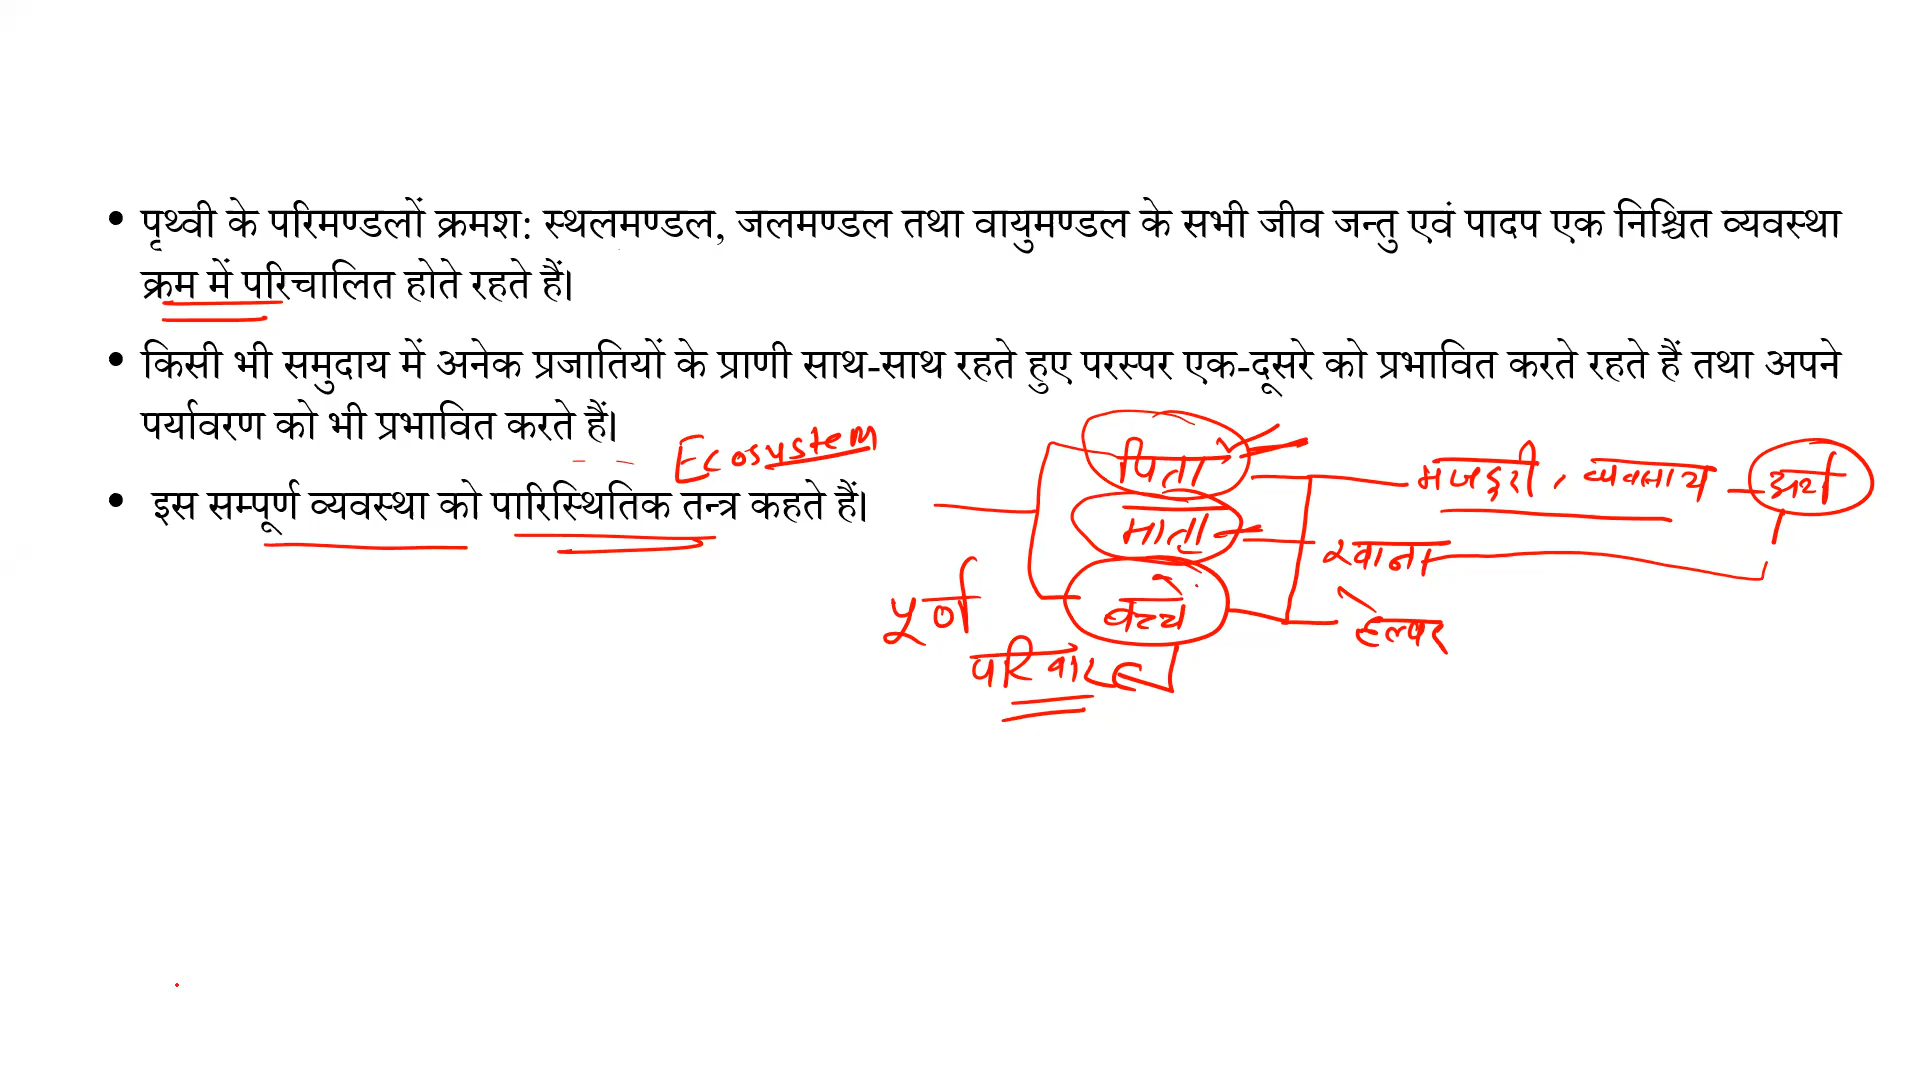 • पृथ्वी के परिमण्डलों क्रमश: स्थलमण्डल, जलमण्डल तथा वायुमण्डल के सभी जीव जन्तु एवं पादप एक निश्चित व्यवस्था
क्रम में परिचालित होते रहते हैं।
• किसी भी समुदाय में अनेक प्रजातियों के प्राणी साथ-साथ रहते हुए परस्पर एक-दूसरे को प्रभावित करते रहते हैं तथा अपने
पर्यावरण को भी प्रभावित करते हैं।
Ecosystem
• इस सम्पूर्ण व्यवस्था को पारिस्थितिक तन्त्र कहते हैं।
पिता
मजदुरी, व्यवसाय
अर्थ
माता
खाना
बच्चे
हेल्पर
पूर्ण
परिवार